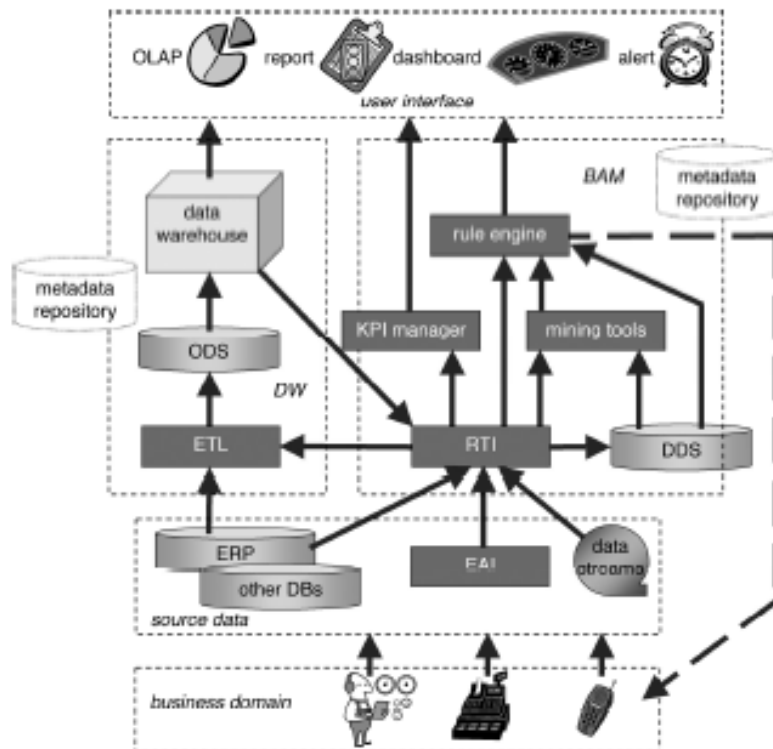 OLAP
report
dashboard
alert
user interface
BAM
metadata
repository
data
warehouse
rule engine
metadata
repository
KPI manager
mining tools
ODS
DW
ETL
RTI
DDS
ERP
EAI
data
streams
other DBs
source data
business domain